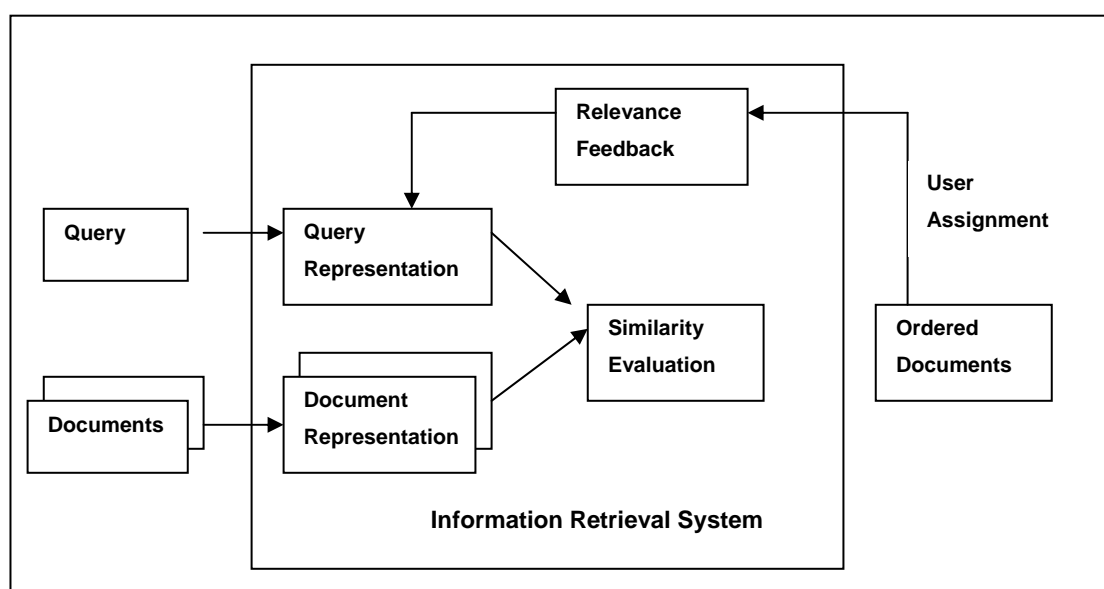 Relevance
Feedback
User
Assignment
Query
Query
Representation
Similarity
Evaluation
Ordered
Documents
Documents
Document
Representation
Information Retrieval System